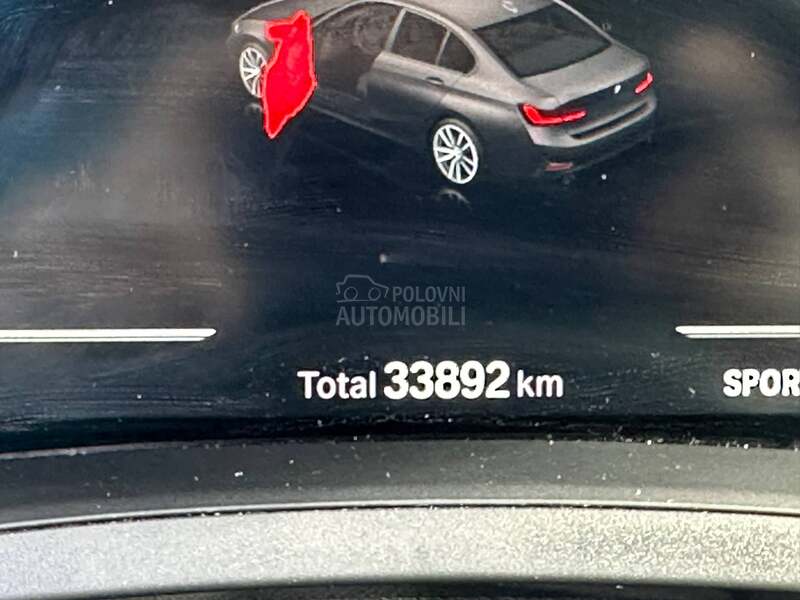 POLOVNI
AUTOMOBILI
Total 33892 km
SPOR